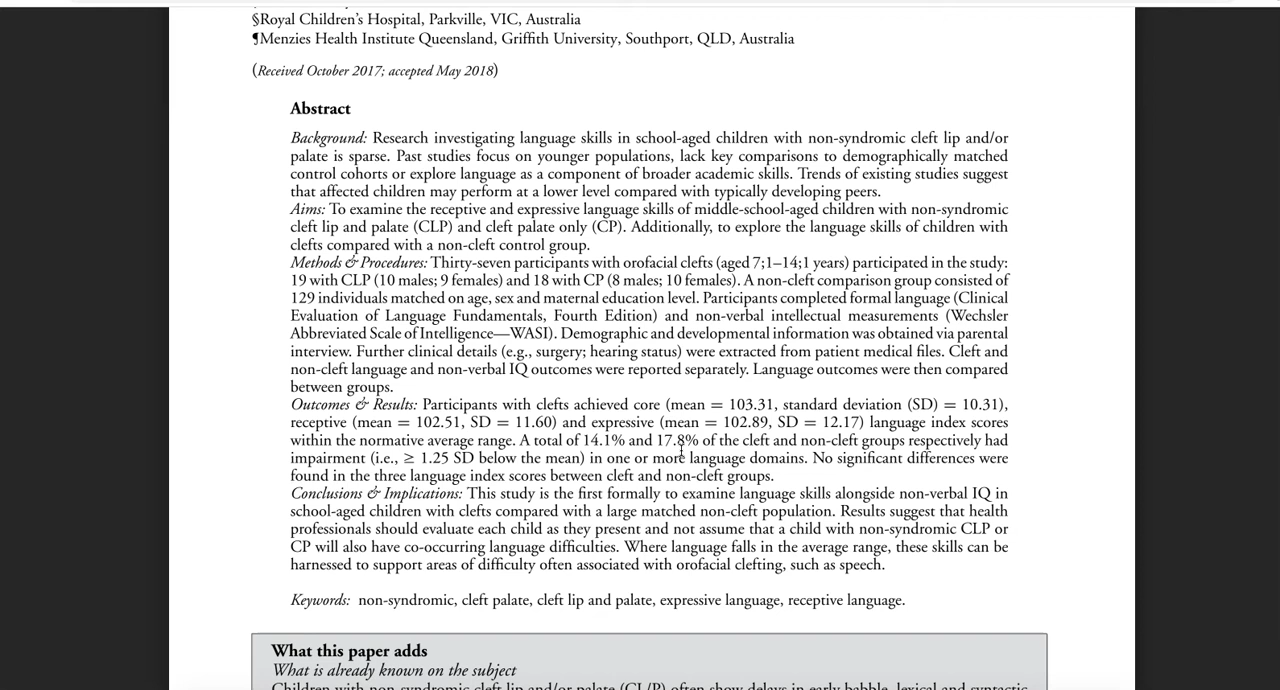 §Royal Children's Hospital, Parkville, VIC, Australia
¶Menzies Health Institute Queensland, Griffith University, Southport, QLD, Australia
(Received October 2017; accepted May 2018)
Abstract
Background: Research investigating language skills in school-aged children with non-syndromic cleft lip and/or
palate is sparse. Past studies focus on younger populations, lack key comparisons to demographically matched
control cohorts or explore language as a component of broader academic skills. Trends of existing studies suggest
that affected children may perform at a lower level compared with typically developing peers.
Aims: To examine the receptive and expressive language skills of middle-school-aged children with non-syndromic
cleft lip and palate (CLP) and cleft palate only (CP). Additionally, to explore the language skills of children with
clefts compared with a non-cleft control group.
Methods & Procedures: Thirty-seven participants with orofacial clefts (aged 7;1–14;1 years) participated in the study:
19 with CLP (10 males; 9 females) and 18 with CP (8 males; 10 females). A non-cleft comparison group consisted of
129 individuals matched on age, sex and maternal education level. Participants completed formal language (Clinical
Evaluation of Language Fundamentals, Fourth Edition) and non-verbal intellectual measurements (Wechsler
Abbreviated Scale of Intelligence—WASI). Demographic and developmental information was obtained via parental
interview. Further clinical details (e.g., surgery; hearing status) were extracted from patient medical files. Cleft and
non-cleft language and non-verbal IQ outcomes were reported separately. Language outcomes were then compared
between groups.
Outcomes & Results: Participants with clefts achieved core (mean = 103.31, standard deviation (SD) = 10.31),
receptive (mean = 102.51, SD = 11.60) and expressive (mean = 102.89, SD = 12.17) language index scores
within the normative average range. A total of 14.1% and 17.8% of the cleft and non-cleft groups respectively had
impairment (i.e., ≥ 1.25 SD below the mean) in one or more language domains. No significant differences were
found in the three language index scores between cleft and non-cleft groups.
Conclusions & Implications: This study is the first formally to examine language skills alongside non-verbal IQ in
school-aged children with clefts compared with a large matched non-cleft population. Results suggest that health
professionals should evaluate each child as they present and not assume that a child with non-syndromic CLP or
CP will also have co-occurring language difficulties. Where language falls in the average range, these skills can be
harnessed to support areas of difficulty often associated with orofacial clefting, such as speech.
Keywords: non-syndromic, cleft palate, cleft lip and palate, expressive language, receptive language.
What this paper adds
What is already known on the subject
Children with non-syndromic cleft lip and/or palate (CL/P) often show delays in early babble, lexical and syntactic